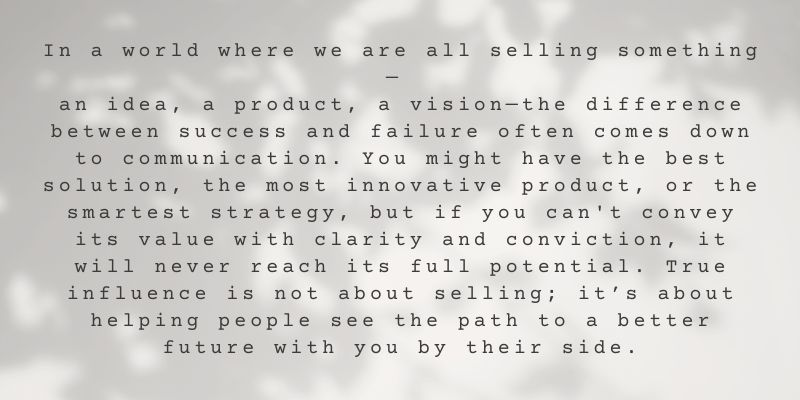 In a world where we are all selling something
—
an idea, a product, a vision—the difference
between success and failure often comes down
to communication. You might have the best
solution, the most innovative product, or the
smartest strategy, but if you can't convey
its value with clarity and conviction, it
will never reach its full potential. True
influence is not about selling; it’s about
helping people see the path to a better
future with you by their side.